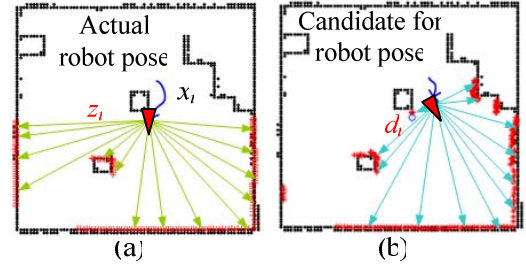 Actual
robot pose
x_t
z_t
(a)
Candidate for
robot pose
d_t
(b)